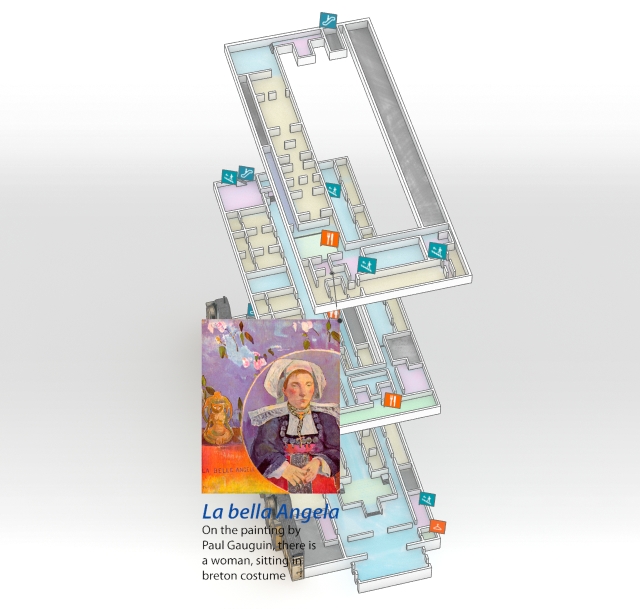 LA BELLE ANGELE
La bella Angela
On the painting by
Paul Gauguin, there is
a woman, sitting in
breton costume